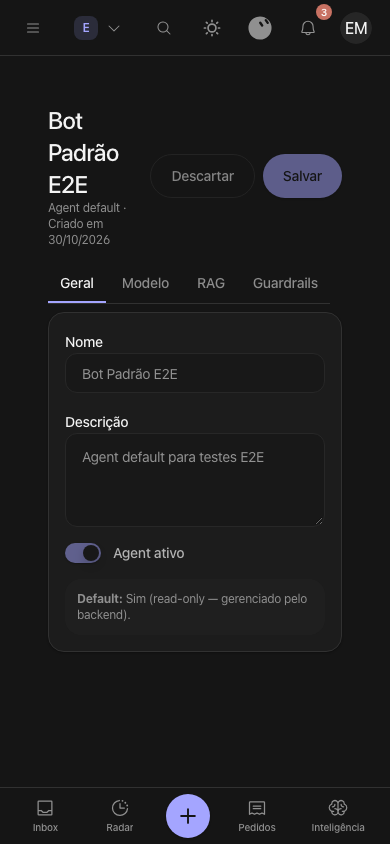 E
3
EM
Bot
Padrão
E2E
Agent default ·
Criado em
30/10/2026
Descartar
Salvar
Geral
Modelo
RAG
Guardrails
Nome
Bot Padrão E2E
Descrição
Agent default para testes E2E
Agent ativo
Default: Sim (read-only — gerenciado pelo
backend).
Inbox
Radar
Pedidos
Inteligência